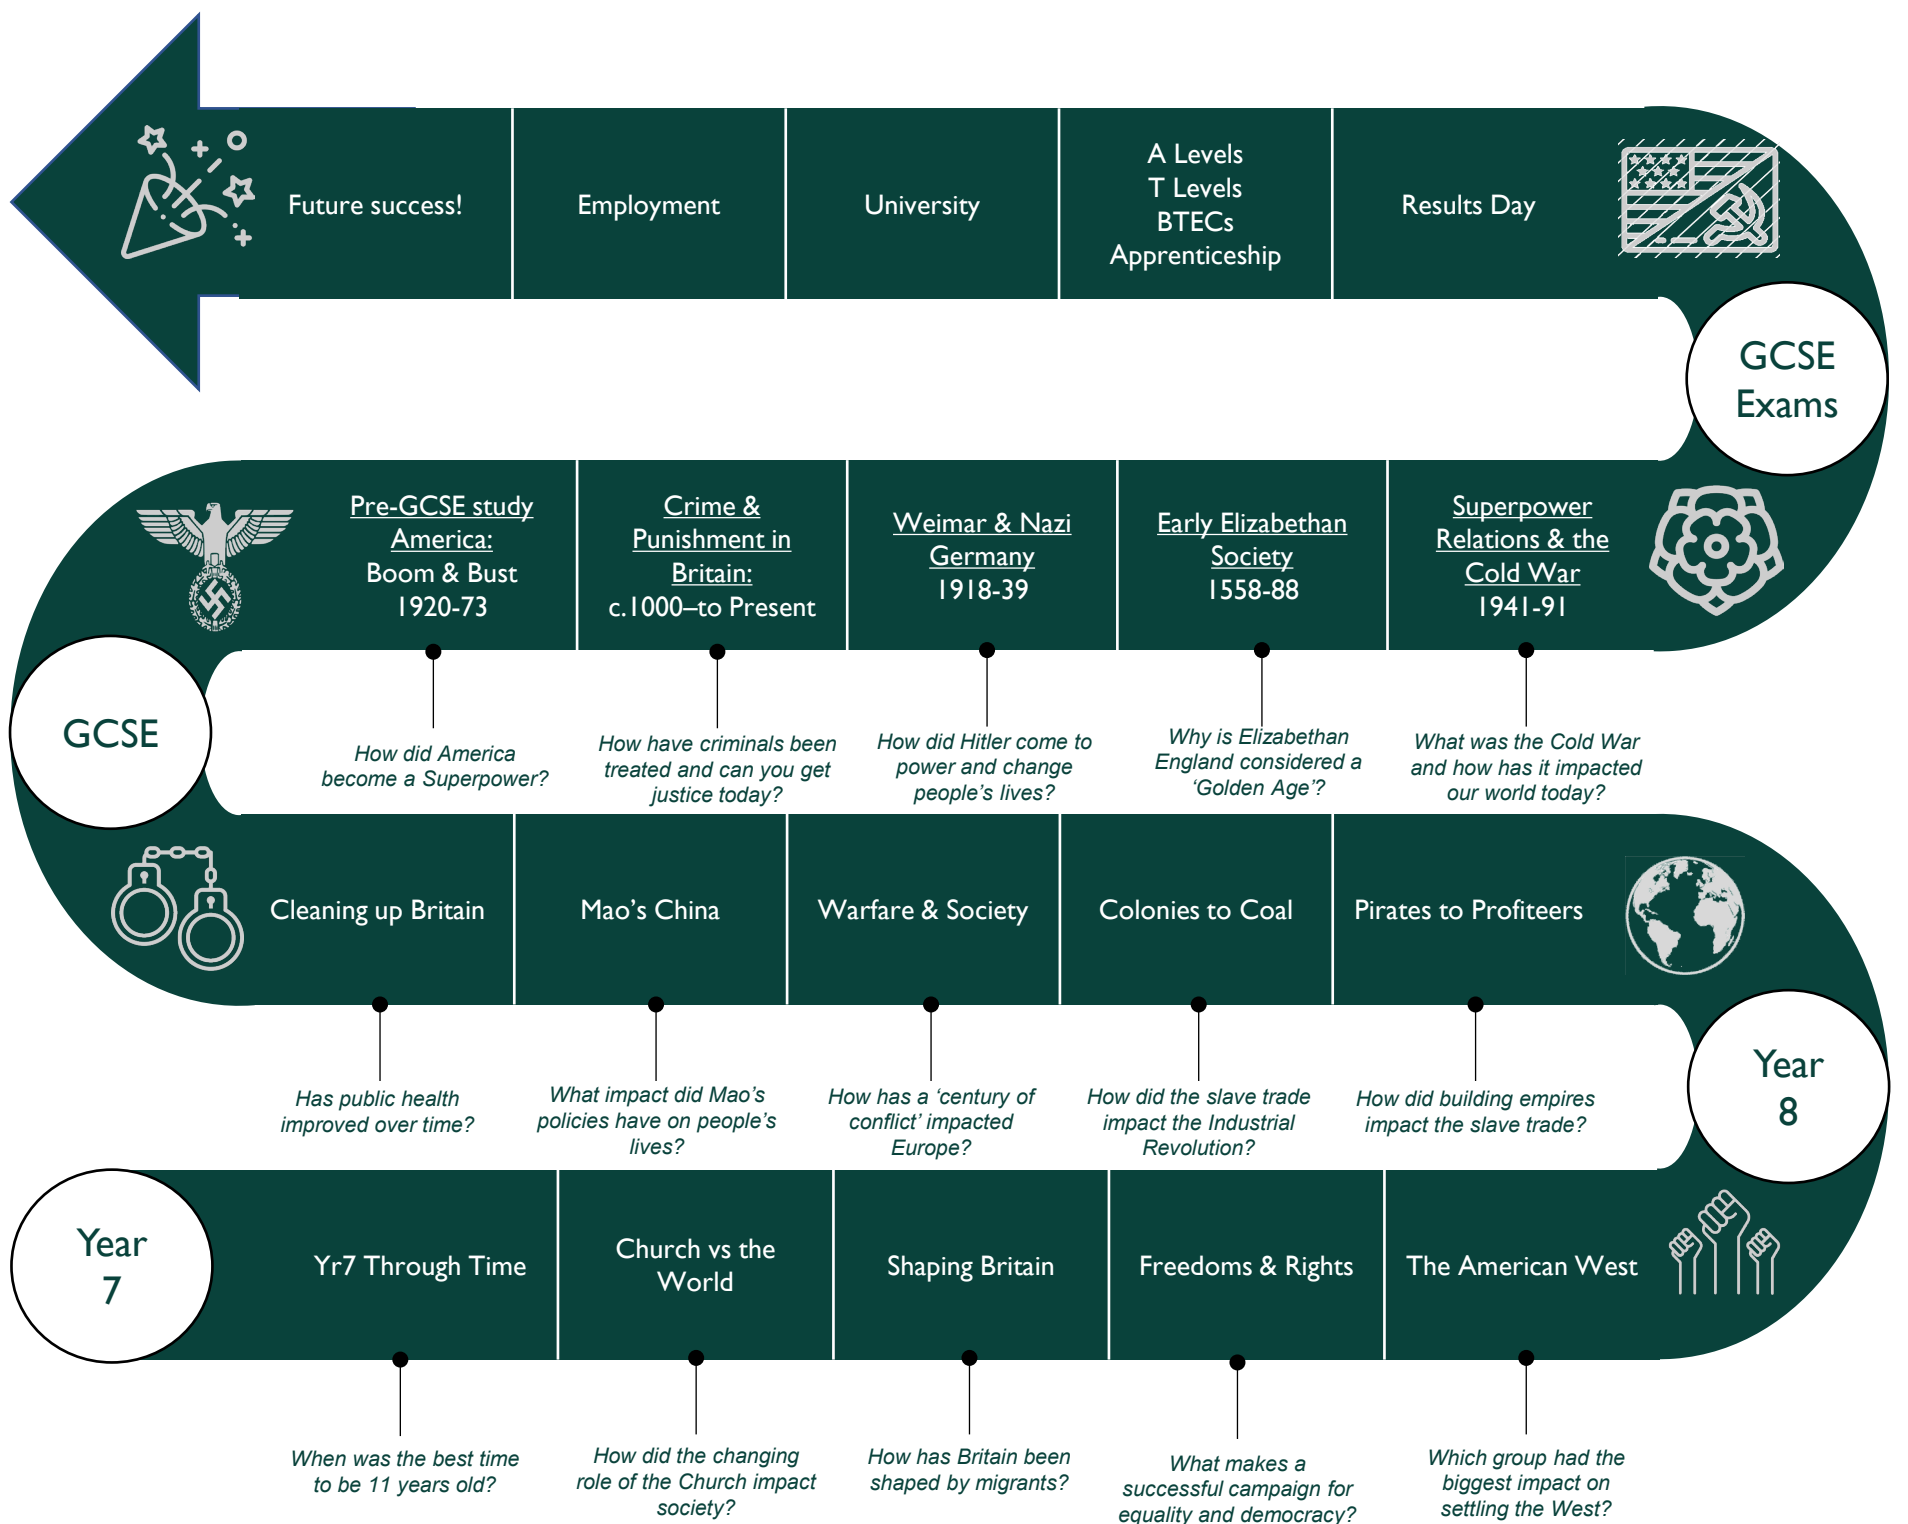 Future success!
Employment
University
A Levels
T Levels
BTECs
Apprenticeship
Results Day
GCSE
Exams
Pre-GCSE study
America:
Boom & Bust
1920-73
Crime &
Punishment in
Britain:
c.1000–to Present
Weimar & Nazi
Germany
1918-39
Early Elizabethan
Society
1558-88
Superpower
Relations & the
Cold War
1941-91
GCSE
How did America
become a Superpower?
How have criminals been
treated and can you get
justice today?
How did Hitler come to
power and change
people’s lives?
Why is Elizabethan
England considered a
‘Golden Age’?
What was the Cold War
and how has it impacted
our world today?
Cleaning up Britain
Mao’s China
Warfare & Society
Colonies to Coal
Pirates to Profiteers
Year
8
Has public health
improved over time?
What impact did Mao’s
policies have on people’s
lives?
How has a ‘century of
conflict’ impacted
Europe?
How did the slave trade
impact the Industrial
Revolution?
How did building empires
impact the slave trade?
Year
7
Yr7 Through Time
Church vs the
World
Shaping Britain
Freedoms & Rights
The American West
When was the best time
to be 11 years old?
How did the changing
role of the Church impact
society?
How has Britain been
shaped by migrants?
What makes a
successful campaign for
equality and democracy?
Which group had the
biggest impact on
settling the West?